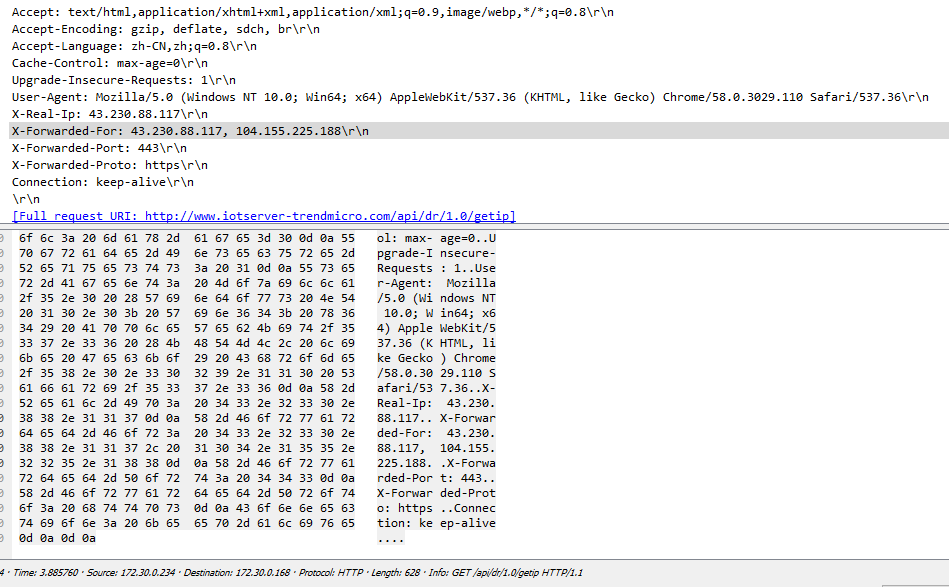 Accept: text/html,application/xhtml+xml,application/xml;q=0.9,image/webp,*/*;q=0.8\r\n
Accept-Encoding: gzip, deflate, sdch, br\r\n
Accept-Language: zh-CN,zh;q=0.8\r\n
Cache-Control: max-age=0\r\n
Upgrade-Insecure-Requests: 1\r\n
User-Agent: Mozilla/5.0 (Windows NT 10.0; Win64; x64) AppleWebKit/537.36 (KHTML, like Gecko) Chrome/58.0.3029.110 Safari/537.36\r\n
X-Real-Ip: 43.230.88.117\r\n
X-Forwarded-For: 43.230.88.117, 104.155.225.188\r\n
X-Forwarded-Port: 443\r\n
X-Forwarded-Proto: https\r\n
Connection: keep-alive\r\n
\r\n
[Full request URI: http://www.iotserver-trendmicro.com/api/dr/1.0/getip]
6f 6c 3a 20 6d 61 78 2d 61 67 65 3d 30 0d 0a 55 ol: max- age=0..U
70 67 72 61 64 65 2d 49 6e 73 65 63 75 72 65 2d pgrade-I nsecure-
52 65 71 75 65 73 74 73 3a 20 31 0d 0a 55 73 65 Requests : 1..Use
72 2d 41 67 65 6e 74 3a 20 4d 6f 7a 69 6c 6c 61 r-Agent: Mozilla
2f 35 2e 30 20 28 57 69 6e 64 6f 77 73 20 4e 54 /5.0 (Wi ndows NT
20 31 30 2e 30 3b 20 57 69 6e 36 34 3b 20 78 36 10.0; W in64; x6
34 29 20 41 70 70 6c 65 57 65 62 4b 69 74 2f 35 4) Apple WebKit/5
33 37 2e 33 36 20 28 4b 48 54 4d 4c 2c 20 6c 69 37.36 (K HTML, li
6b 65 20 47 65 63 6b 6f 29 20 43 68 72 6f 6d 65 ke Gecko ) Chrome
2f 35 38 2e 30 2e 33 30 32 39 2e 31 31 30 20 53 /58.0.30 29.110 S
61 66 61 72 69 2f 35 33 37 2e 33 36 0d 0a 58 2d afari/53 7.36..X-
52 65 61 6c 2d 49 70 3a 20 34 33 2e 32 33 30 2e Real-Ip: 43.230.
38 38 2e 31 31 37 0d 0a 58 2d 46 6f 72 77 61 72 88.117.. X-Forwar
64 65 64 2d 46 6f 72 3a 20 34 33 2e 32 33 30 2e ded-For: 43.230.
38 38 2e 31 31 37 2c 20 31 30 34 2e 31 35 35 2e 88.117, 104.155.
32 32 35 2e 31 38 38 0d 0a 58 2d 46 6f 72 77 61 225.188. .X-Forwa
72 64 65 64 2d 50 6f 72 74 3a 20 34 34 33 0d 0a rded-Por t: 443..
58 2d 46 6f 72 77 61 72 64 65 64 2d 50 72 6f 74 X-Forwar ded-Prot
6f 3a 20 68 74 74 70 73 0d 0a 43 6f 6e 6e 65 63 o: https ..Connec
74 69 6f 6e 3a 20 6b 65 65 70 2d 61 6c 69 76 65 tion: ke ep-alive
0d 0a 0d 0a ....
4 · Time: 3.885760 · Source: 172.30.0.234 · Destination: 172.30.0.168 · Protocol: HTTP · Length: 628 · Info: GET /api/dr/1.0/getip HTTP/1.1